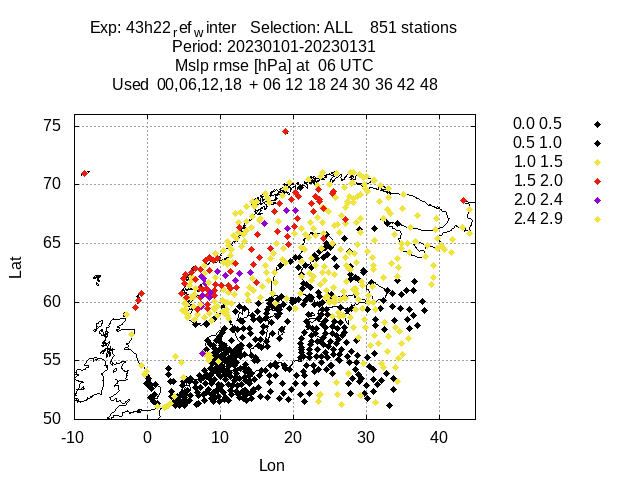 Exp: 43h22ref winter Selection: ALL 851 stations
Period: 20230101-20230131
Mslp rmse [hPa] at 06 UTC
Used 00,06,12,18 + 06 12 18 24 30 36 42 48
0.0 0.5
0.5 1.0
1.0 1.5
1.5 2.0
2.0 2.4
2.4 2.9
75
70
65
60
55
50
Lat
-10 0 10 20 30 40
Lon